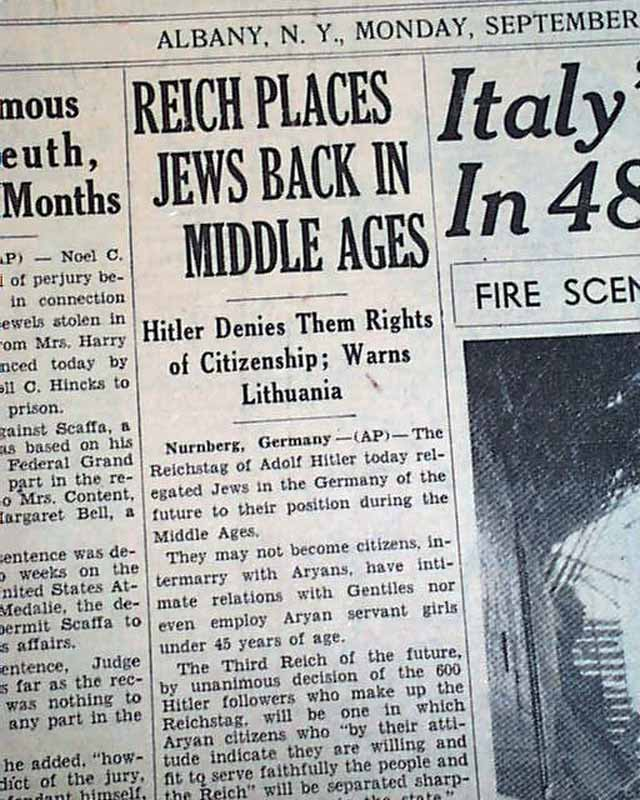 ALBANY, N. Y., MONDAY, SEPTEMBER
mous
euth,
Months
AP) — Noel C.
of perjury be-
in connection
ewels stolen in
rom Mrs. Harry
nced today by
ll C. Hincks to
prison.
gainst Scaffa, a
as based on his
Federal Grand
part in the re-
o Mrs. Content,
Margaret Bell, a
sentence was de-
o weeks on the
nited States At-
Medalie, the de-
permit Scaffa to
s affairs.
entence, Judge
s far as the rec-
was nothing to
any part in the
he added, "how-
dict of the jury,
fendant himself,
REICH PLACES
JEWS BACK IN
MIDDLE AGES
Hitler Denies Them Rights
of Citizenship; Warns
Lithuania
Nurnberg, Germany—(AP)—The
Reichstag of Adolf Hitler today rel-
egated Jews in the Germany of the
future to their position during the
Middle Ages.
They may not become citizens, in-
termarry with Aryans, have inti-
mate relations with Gentiles nor
even employ Aryan servant girls
under 45 years of age.
The Third Reich of the future,
by unanimous decision of the 600
Hitler followers who make up the
Reichstag, will be one in which
Aryan citizens who "by their atti-
tude indicate they are willing and
fit to serve faithfully the people and
the Reich" will be separated sharp-
the state."
Italy'
In 48
FIRE SCEN